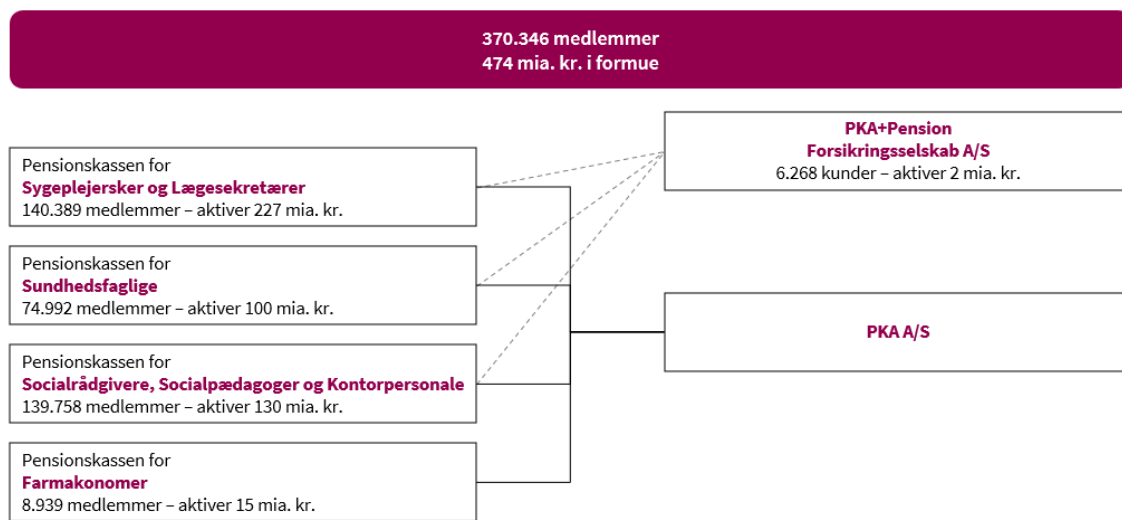 370.346 medlemmer
474 mia. kr. i formue
PKA+Pension
Forsikringsselskab A/S
6.268 kunder – aktiver 2 mia. kr.
Pensionskassen for
Sygeplejersker og Lægesekretærer
140.389 medlemmer – aktiver 227 mia. kr.
Pensionskassen for
Sundhedsfaglige
74.992 medlemmer – aktiver 100 mia. kr.
PKA A/S
Pensionskassen for
Socialrådgivere, Socialpædagoger og Kontorpersonale
139.758 medlemmer – aktiver 130 mia. kr.
Pensionskassen for
Farmakonomer
8.939 medlemmer – aktiver 15 mia. kr.